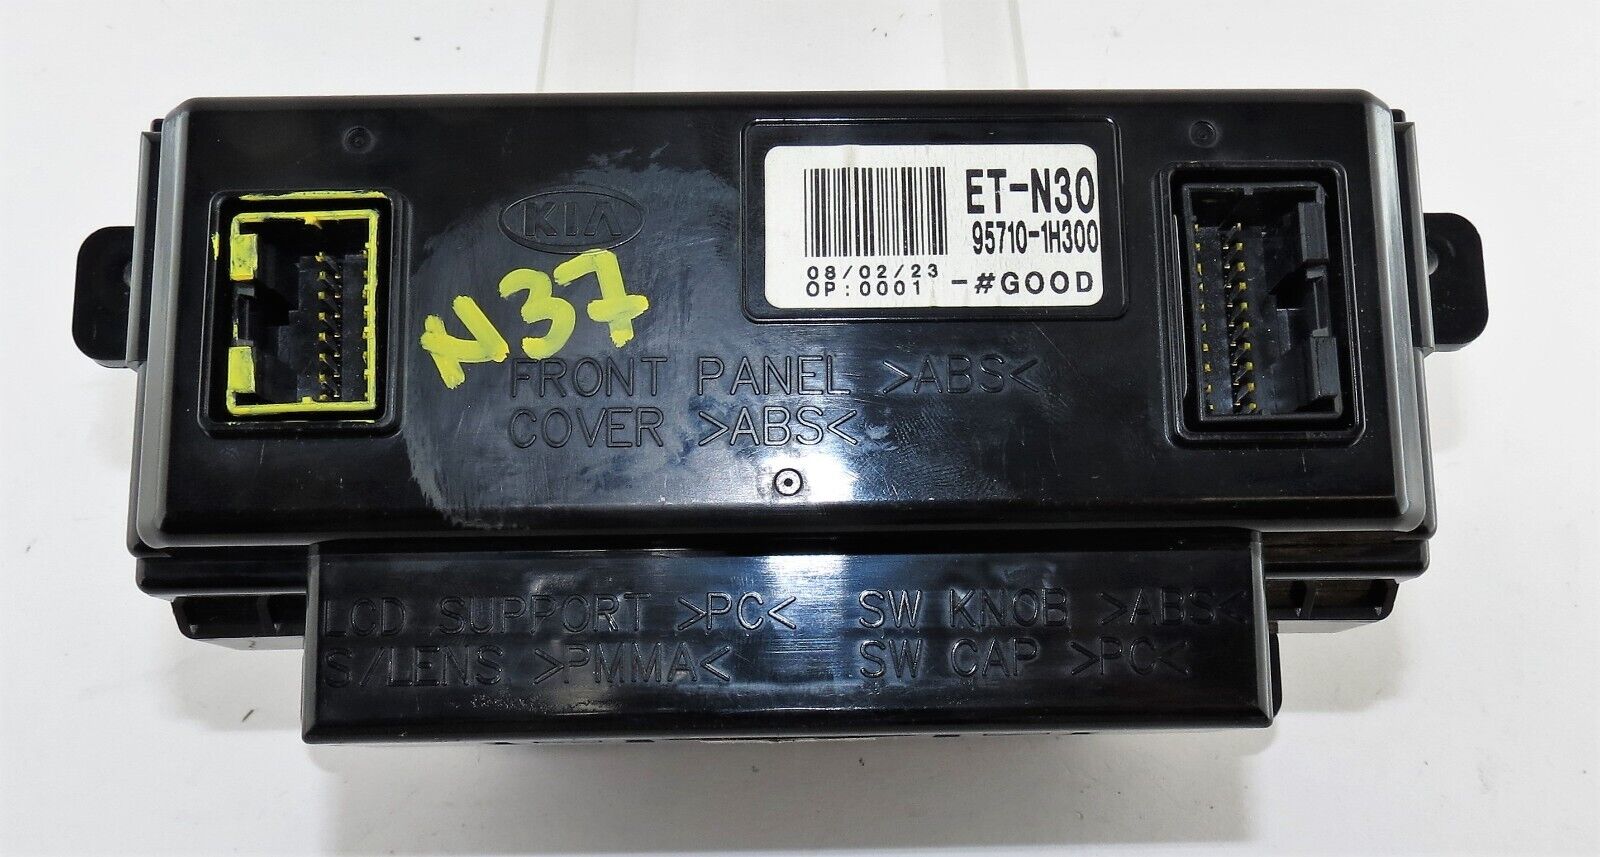 KIA
N37
ET-N30
95710-1H300
08/02/23
OP:0001 -#GOOD
FRONT PANEL >ABS<
COVER >ABS<
LCD SUPPORT >PC<
S/LENS >PMMA<
SW KNOB >ABS<
SW CAP >PC<